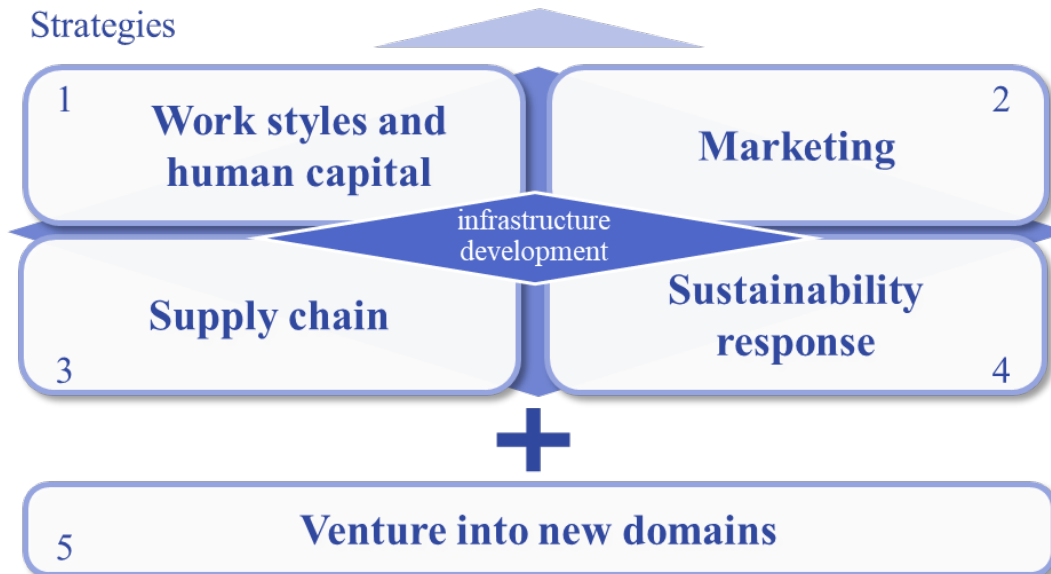 Strategies
1
Work styles and
human capital
2
Marketing
infrastructure
development
3
Supply chain
Sustainability
response
4
+
5
Venture into new domains